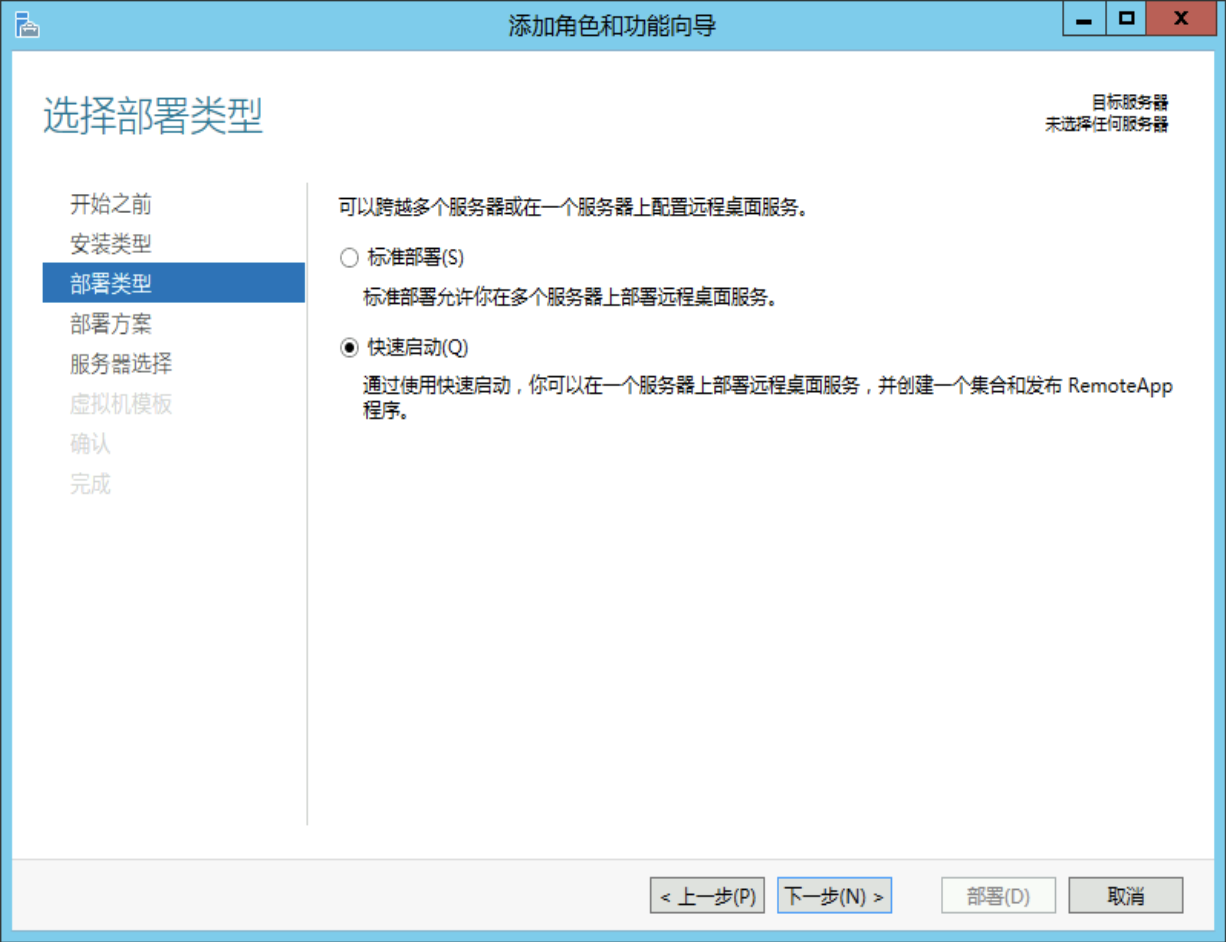 添加角色和功能向导
选择部署类型
目标服务器
未选择任何服务器
开始之前
安装类型
部署类型
部署方案
服务器选择
虚拟机模板
确认
完成
可以跨越多个服务器或在一个服务器上配置远程桌面服务。
标准部署(S)
标准部署允许你在多个服务器上部署远程桌面服务。
快速启动(Q)
通过使用快速启动，你可以在一个服务器上部署远程桌面服务，并创建一个集合和发布 RemoteApp
程序。
< 上一步(P)
下一步(N) >
部署(D)
取消